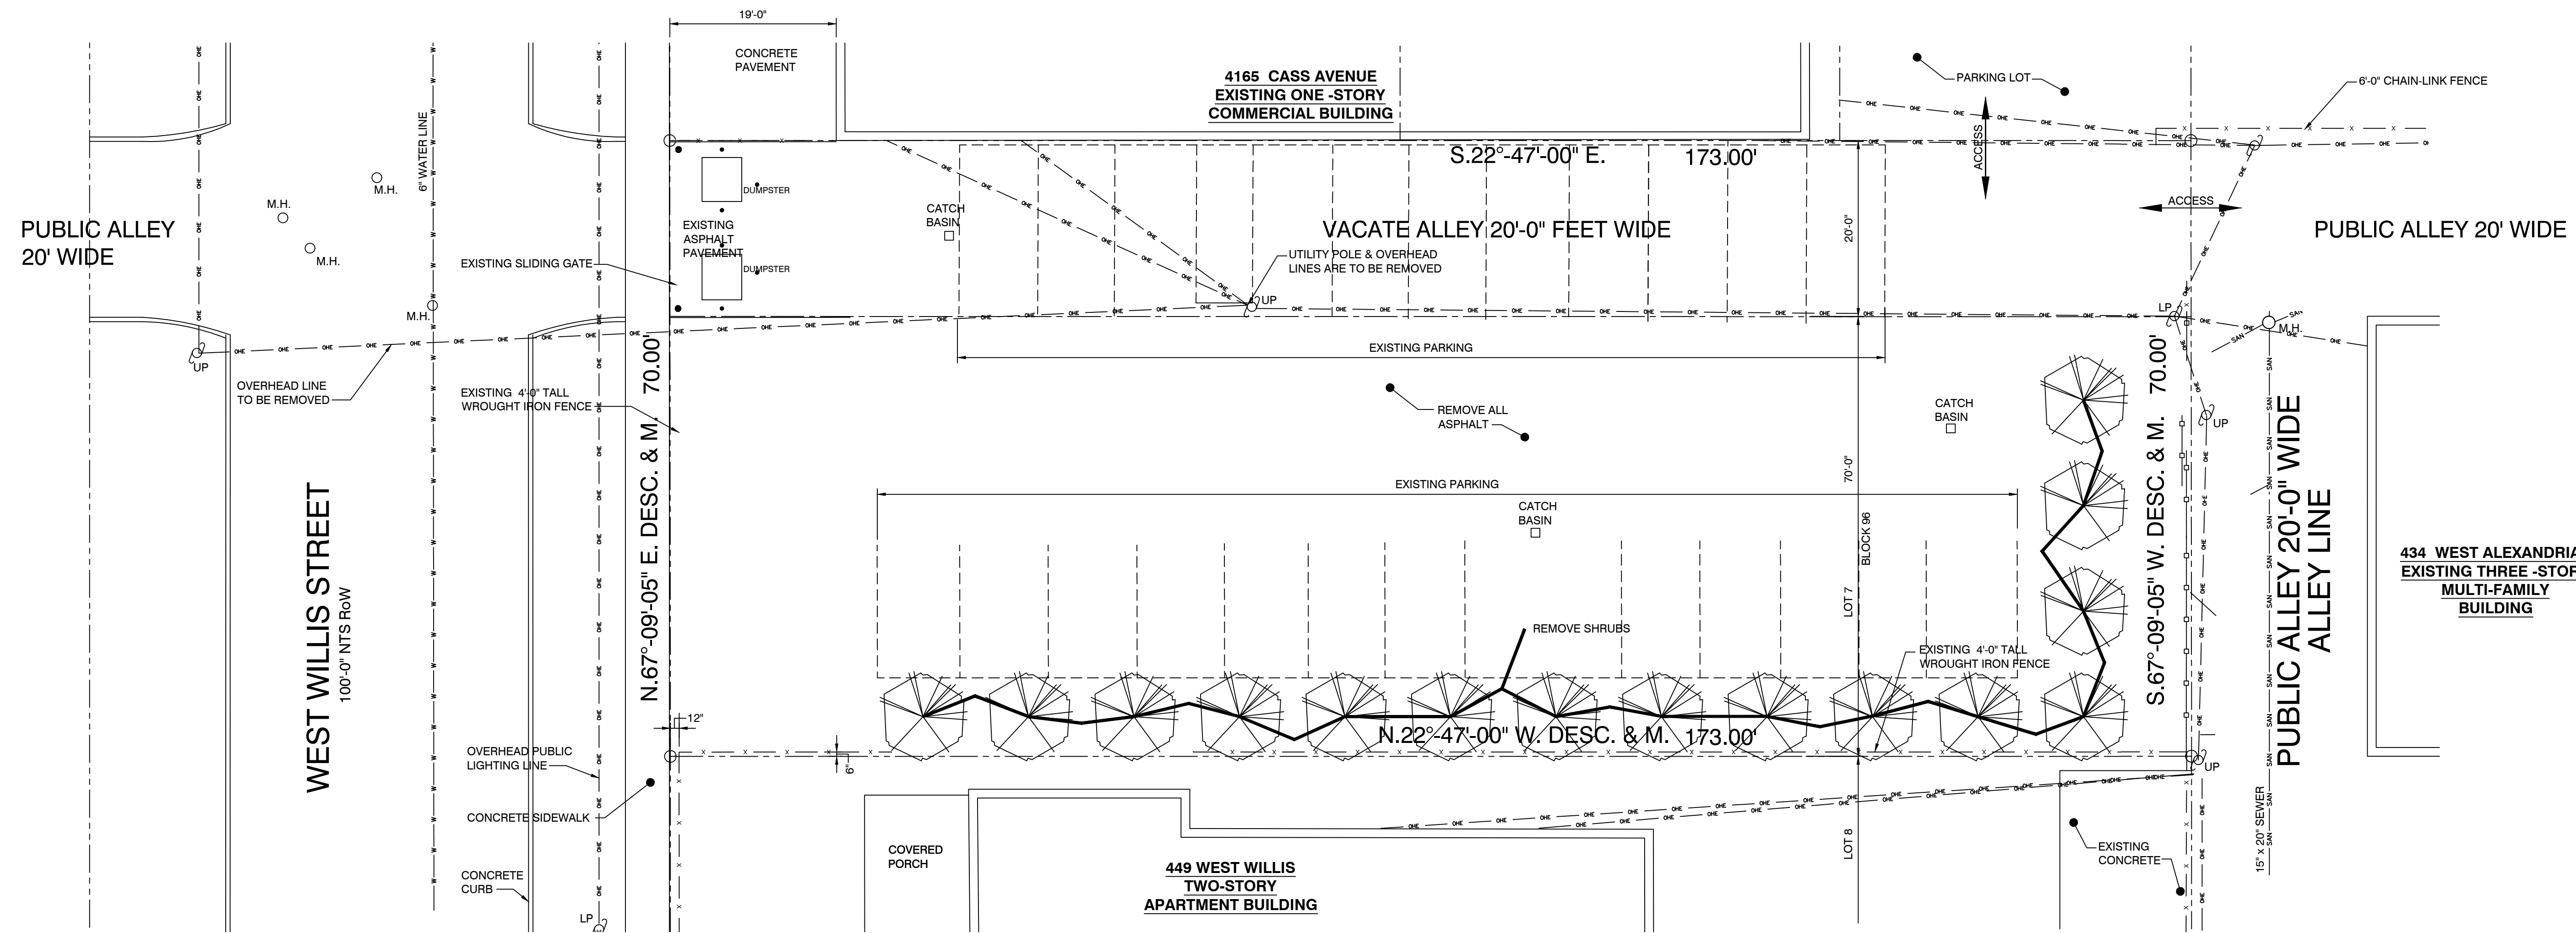 19'-0"
CONCRETE
PAVEMENT
4165 CASS AVENUE
EXISTING ONE -STORY
COMMERCIAL BUILDING
PARKING LOT
6'-0" CHAIN-LINK FENCE
6" WATER LINE
M.H.
M.H.
M.H.
M.H.
PUBLIC ALLEY
20' WIDE
EXISTING SLIDING GATE
DUMPSTER
EXISTING
ASPHALT
PAVEMENT
DUMPSTER
CATCH
BASIN
S.22°-47'-00" E.
173.00'
VACATE ALLEY 20'-0" FEET WIDE
UTILITY POLE & OVERHEAD
LINES ARE TO BE REMOVED
UP
20'-0"
ACCESS
ACCESS
PUBLIC ALLEY 20' WIDE
LP
M.H.
SAN
UP
OVERHEAD LINE
TO BE REMOVED
EXISTING 4'-0" TALL
WROUGHT IRON FENCE
EXISTING PARKING
REMOVE ALL
ASPHALT
CATCH
BASIN
UP
EXISTING PARKING
CATCH
BASIN
70'-0"
BLOCK 96
LOT 7
LOT 8
N.67°-09'-05" E. DESC. & M. 70.00'
S.67°-09'-05" W. DESC. & M. 70.00'
WEST WILLIS STREET
100'-0" NTS RoW
PUBLIC ALLEY 20'-0" WIDE
ALLEY LINE
434 WEST ALEXANDRIA
EXISTING THREE -STOR
MULTI-FAMILY
BUILDING
REMOVE SHRUBS
EXISTING 4'-0" TALL
WROUGHT IRON FENCE
12"
6"
N.22°-47'-00" W. DESC. & M. 173.00'
OVERHEAD PUBLIC
LIGHTING LINE
CONCRETE SIDEWALK
CONCRETE
CURB
LP
COVERED
PORCH
449 WEST WILLIS
TWO-STORY
APARTMENT BUILDING
UP
15" x 20" SEWER
EXISTING
CONCRETE
OHE
W
X